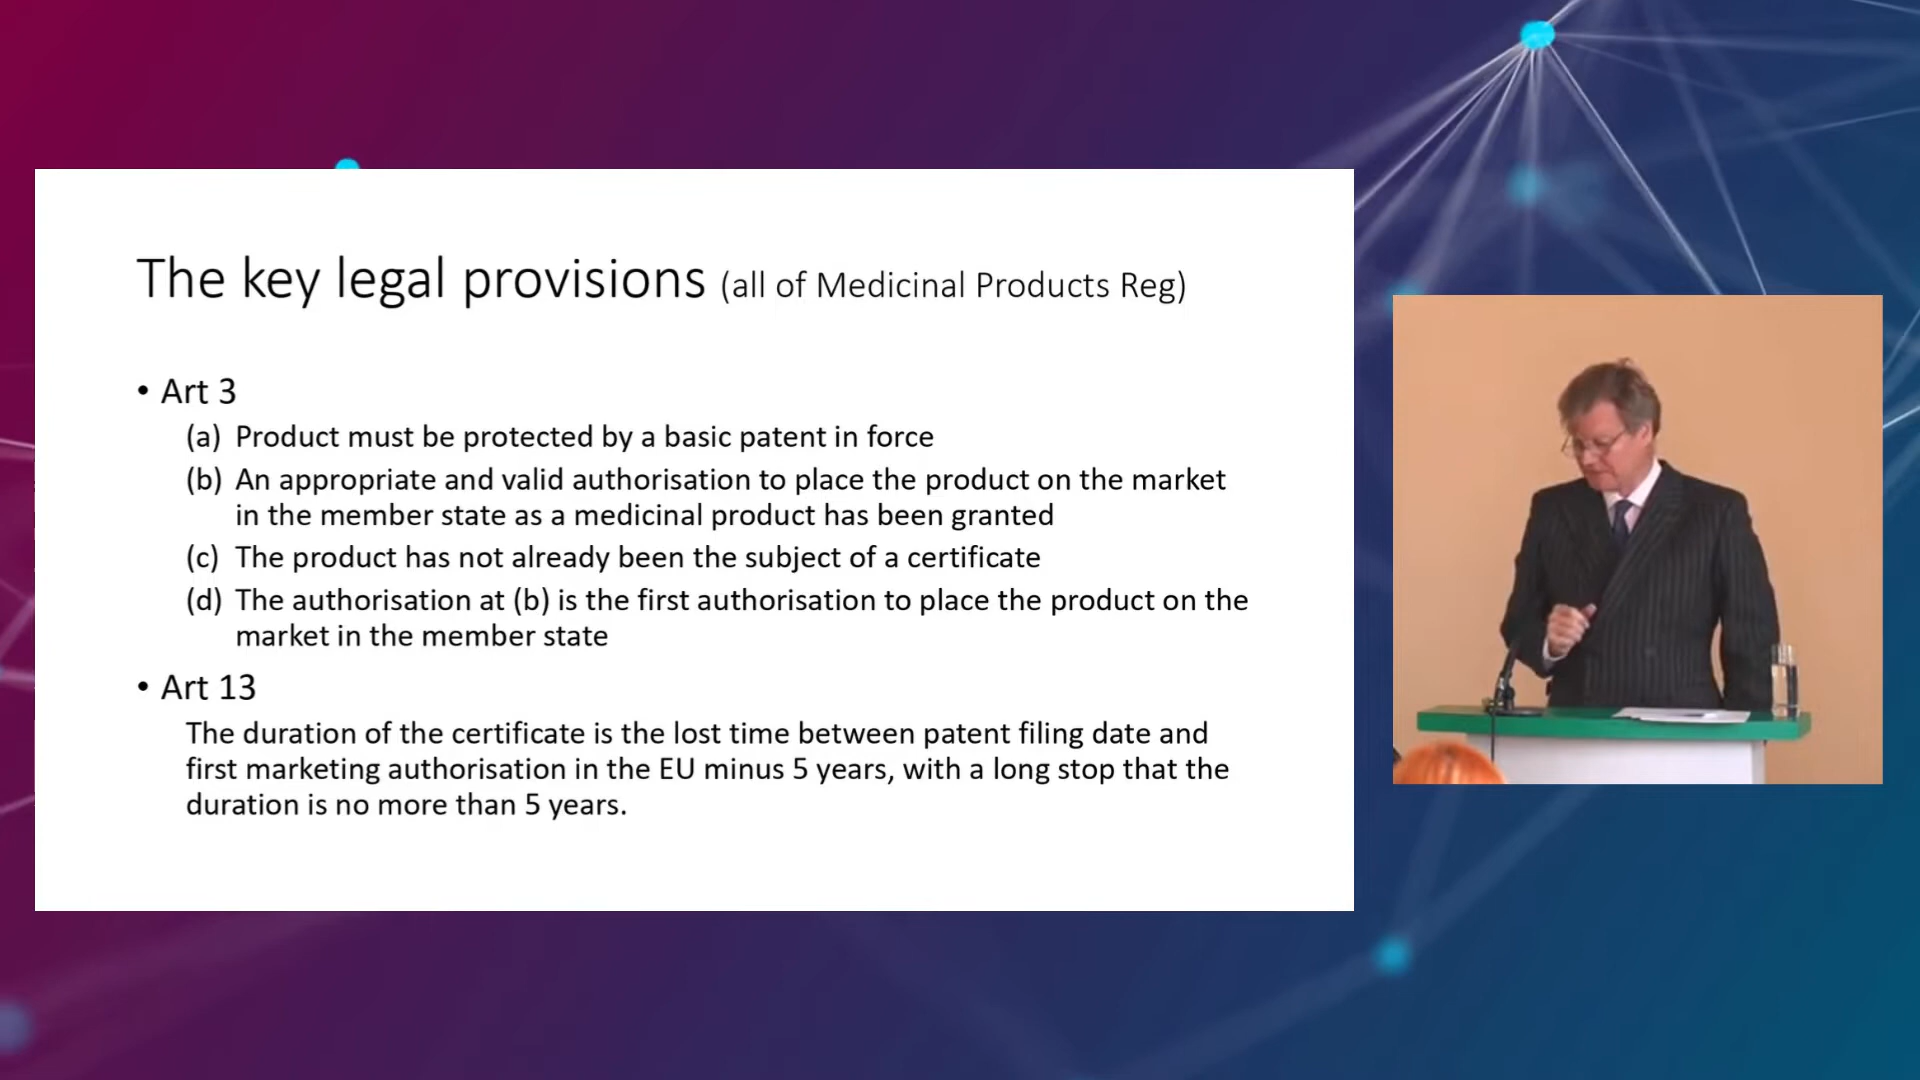 The key legal provisions (all of Medicinal Products Reg)
• Art 3
(a) Product must be protected by a basic patent in force
(b) An appropriate and valid authorisation to place the product on the market
in the member state as a medicinal product has been granted
(c) The product has not already been the subject of a certificate
(d) The authorisation at (b) is the first authorisation to place the product on the
market in the member state
• Art 13
The duration of the certificate is the lost time between patent filing date and
first marketing authorisation in the EU minus 5 years, with a long stop that the
duration is no more than 5 years.